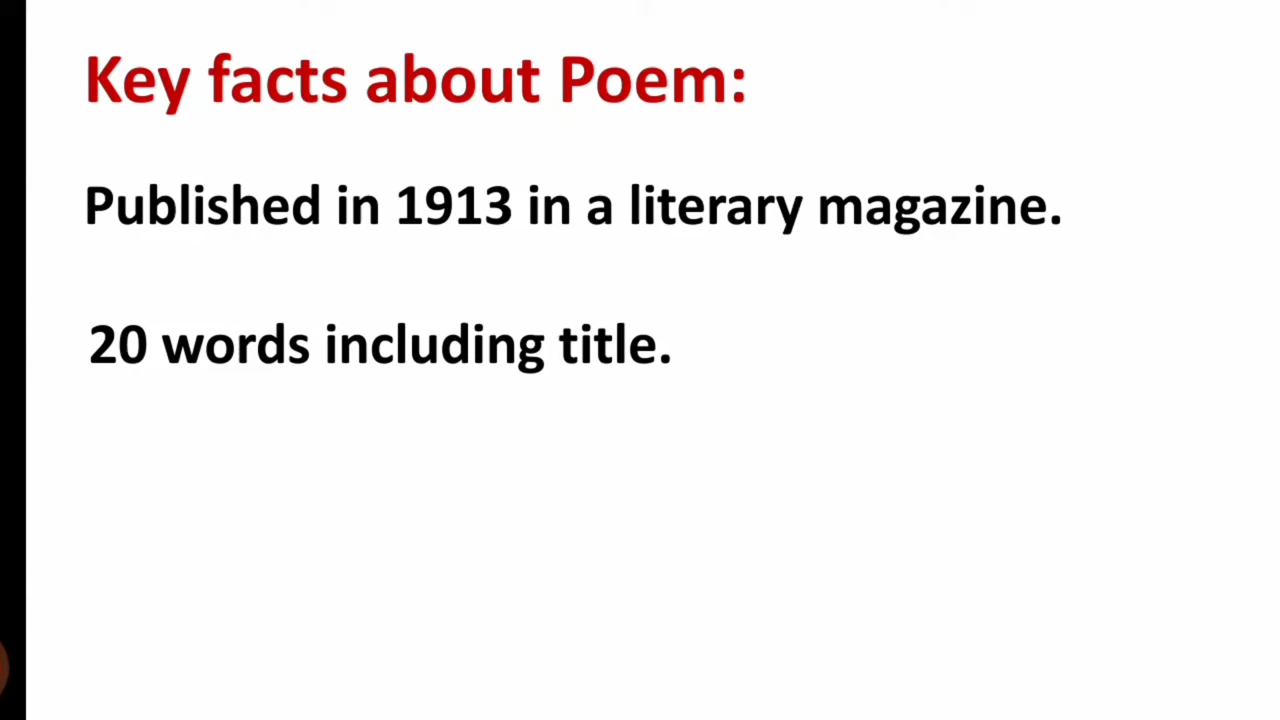 Key facts about Poem:
Published in 1913 in a literary magazine.
20 words including title.